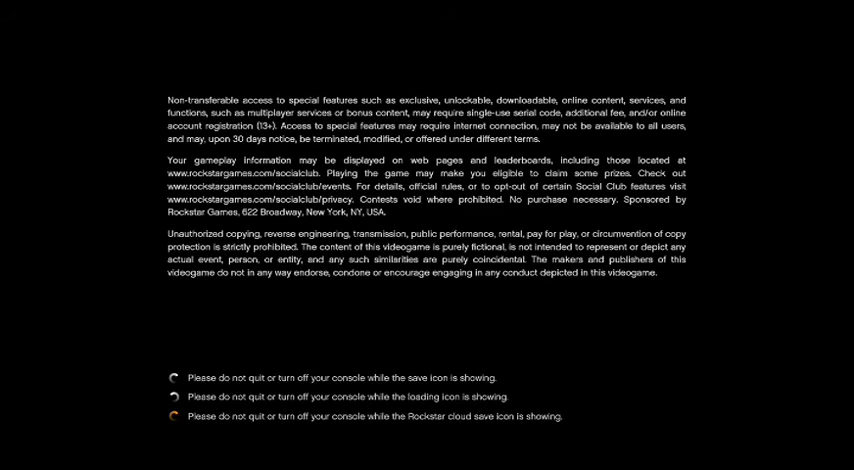 Non-transferable access to special features such as exclusive, unlockable, downloadable, online content, services, and
functions, such as multiplayer services or bonus content, may require single-use serial code, additional fee, and/or online
account registration (13+). Access to special features may require internet connection, may not be available to all users,
and may, upon 30 days notice, be terminated, modified, or offered under different terms.
Your gameplay information may be displayed on web pages and leaderboards, including those located at
www.rockstargames.com/socialclub. Playing the game may make you eligible to claim some prizes. Check out
www.rockstargames.com/socialclub/events. For details, official rules, or to opt-out of certain Social Club features visit
www.rockstargames.com/socialclub/privacy. Contests void where prohibited. No purchase necessary. Sponsored by
Rockstar Games, 622 Broadway, New York, NY, USA.
Unauthorized copying, reverse engineering, transmission, public performance, rental, pay for play, or circumvention of copy
protection is strictly prohibited. The content of this videogame is purely fictional, is not intended to represent or depict any
actual event, person, or entity, and any such similarities are purely coincidental. The makers and publishers of this
videogame do not in any way endorse, condone or encourage engaging in any conduct depicted in this videogame.
Please do not quit or turn off your console while the save icon is showing.
Please do not quit or turn off your console while the loading icon is showing.
Please do not quit or turn off your console while the Rockstar cloud save icon is showing.